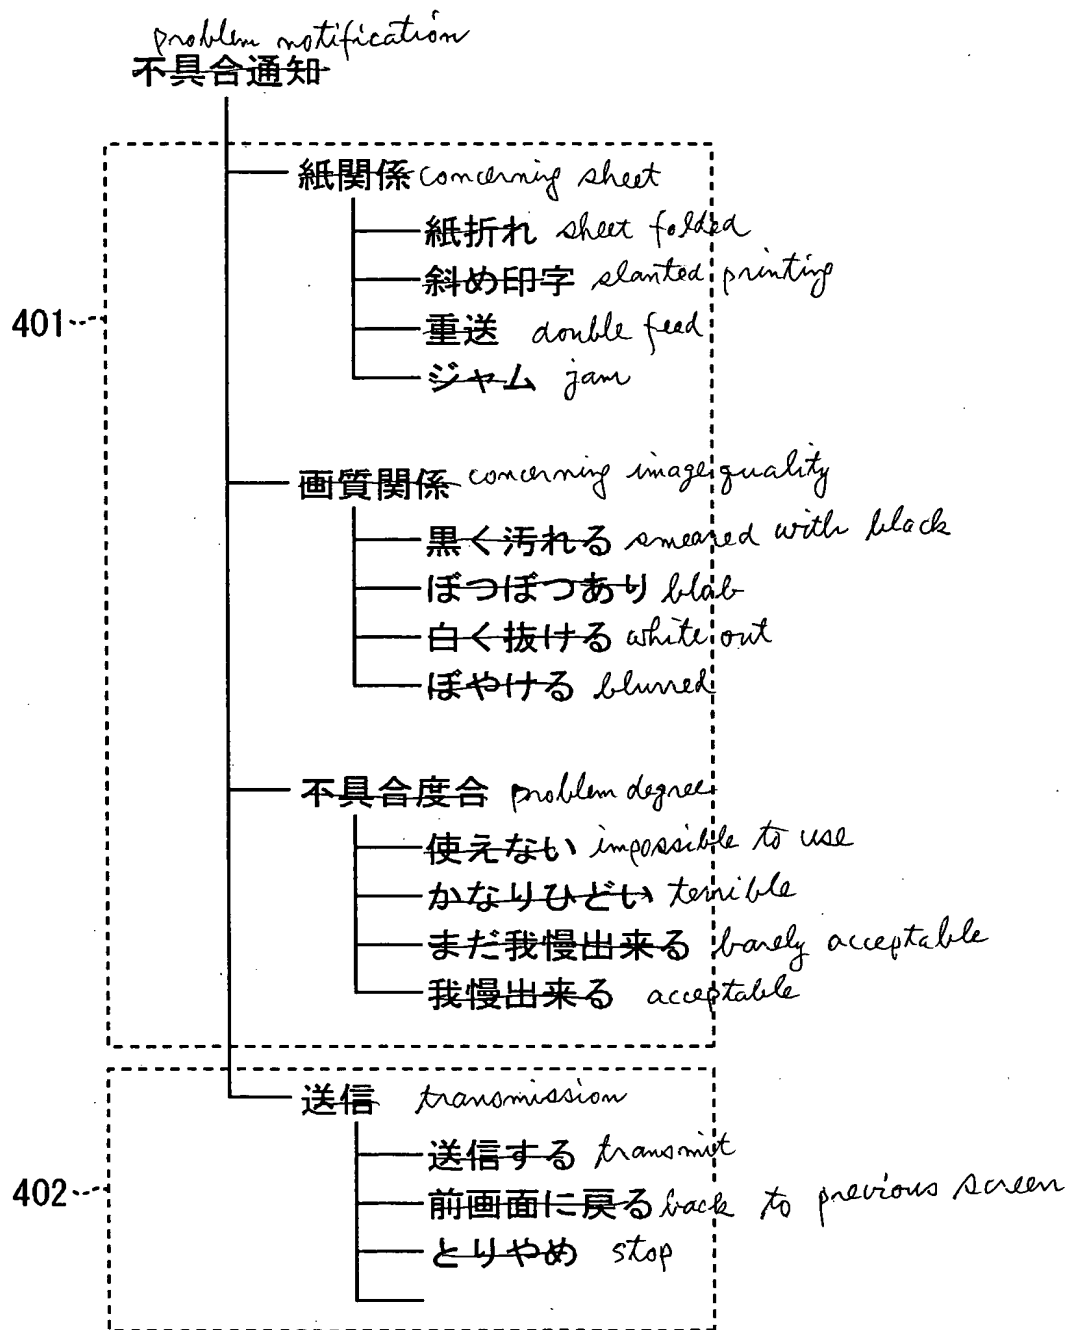 problem notification
不具合通知
紙関係 concerning sheet
紙折れ sheet folded
斜め印字 slanted printing
401
重送 double feed
ジャム jam
画質関係 concerning image quality
黒く汚れる smeared with black
ぼつぼつあり blab
白く抜ける white out
ぼやける blurred
不具合度合 problem degree
使えない impossible to use
かなりひどい terrible
まだ我慢出来る barely acceptable
我慢出来る acceptable
送信 transmission
送信する transmit
402
前画面に戻る back to previous screen
とりやめ stop